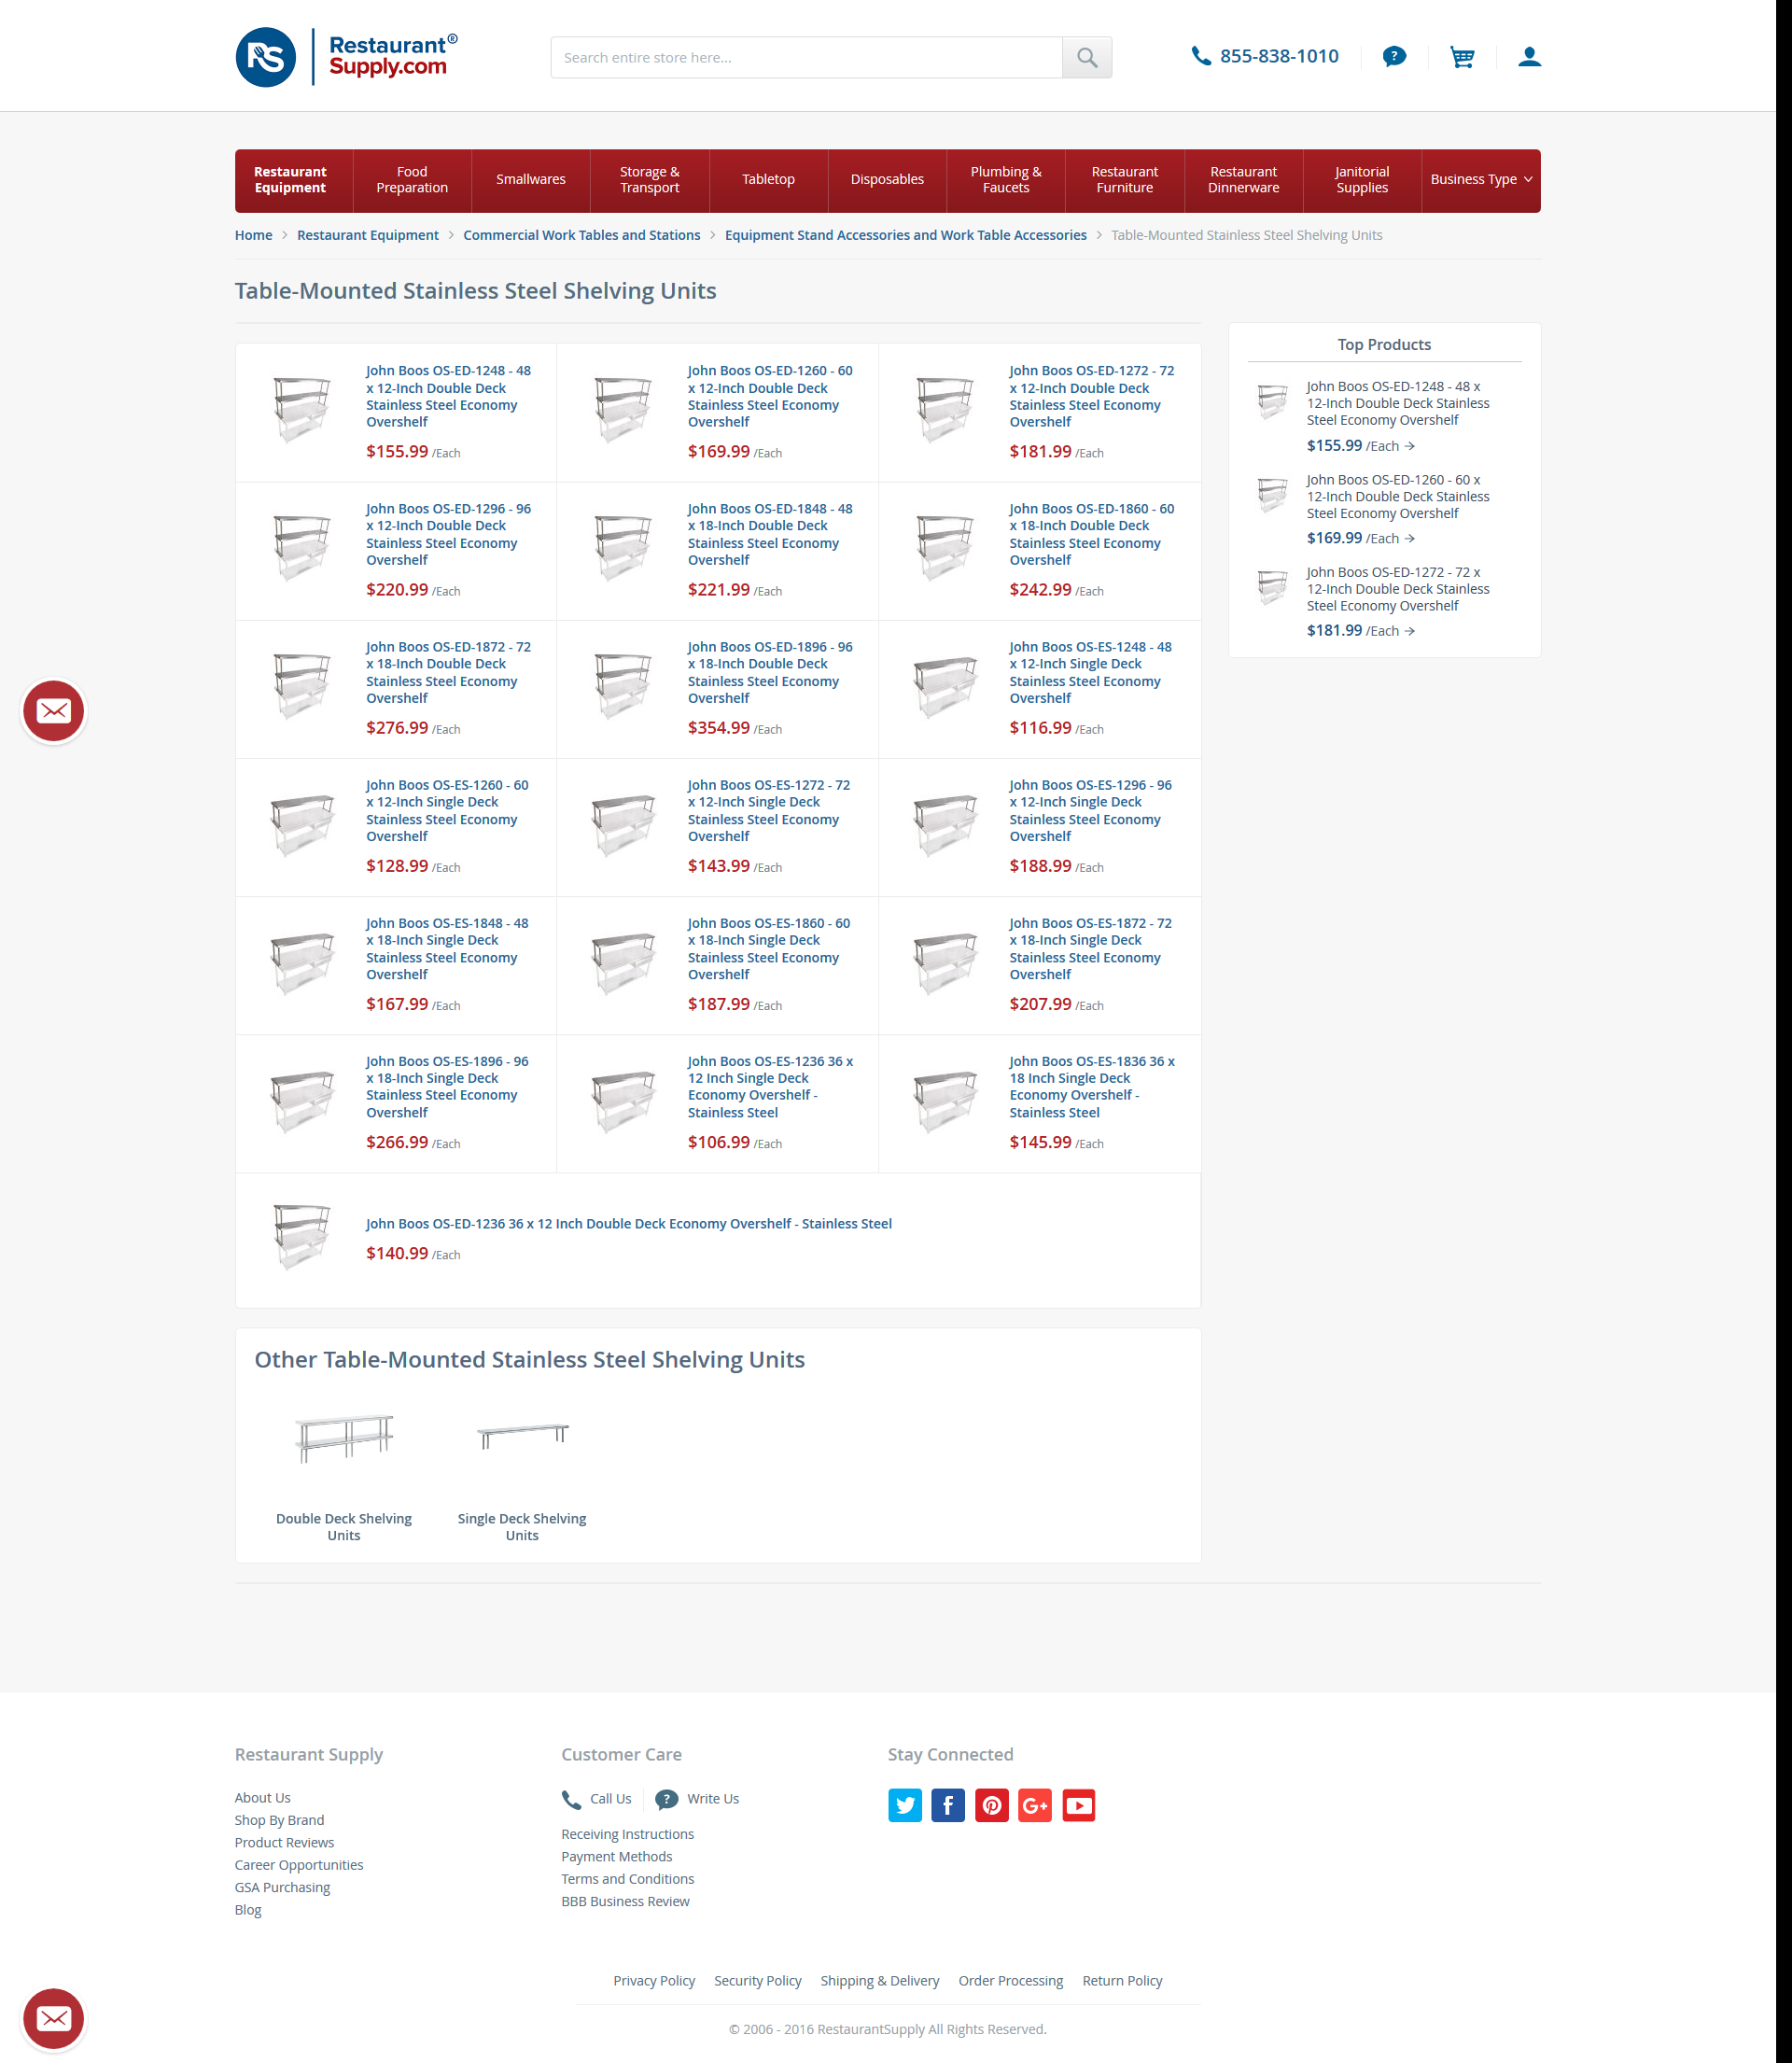 RS Restaurant®
Supply.com
Search entire store here...
855-838-1010
?
Restaurant
Equipment
Food
Preparation
Smallwares
Storage &
Transport
Tabletop
Disposables
Plumbing &
Faucets
Restaurant
Furniture
Restaurant
Dinnerware
Janitorial
Supplies
Business Type
Home > Restaurant Equipment > Commercial Work Tables and Stations > Equipment Stand Accessories and Work Table Accessories > Table-Mounted Stainless Steel Shelving Units
Table-Mounted Stainless Steel Shelving Units
John Boos OS-ED-1248 - 48
x 12-Inch Double Deck
Stainless Steel Economy
Overshelf
$155.99 /Each
John Boos OS-ED-1260 - 60
x 12-Inch Double Deck
Stainless Steel Economy
Overshelf
$169.99 /Each
John Boos OS-ED-1272 - 72
x 12-Inch Double Deck
Stainless Steel Economy
Overshelf
$181.99 /Each
John Boos OS-ED-1296 - 96
x 12-Inch Double Deck
Stainless Steel Economy
Overshelf
$220.99 /Each
John Boos OS-ED-1848 - 48
x 18-Inch Double Deck
Stainless Steel Economy
Overshelf
$221.99 /Each
John Boos OS-ED-1860 - 60
x 18-Inch Double Deck
Stainless Steel Economy
Overshelf
$242.99 /Each
John Boos OS-ED-1872 - 72
x 18-Inch Double Deck
Stainless Steel Economy
Overshelf
$276.99 /Each
John Boos OS-ED-1896 - 96
x 18-Inch Double Deck
Stainless Steel Economy
Overshelf
$354.99 /Each
John Boos OS-ES-1248 - 48
x 12-Inch Single Deck
Stainless Steel Economy
Overshelf
$116.99 /Each
John Boos OS-ES-1260 - 60
x 12-Inch Single Deck
Stainless Steel Economy
Overshelf
$128.99 /Each
John Boos OS-ES-1272 - 72
x 12-Inch Single Deck
Stainless Steel Economy
Overshelf
$143.99 /Each
John Boos OS-ES-1296 - 96
x 12-Inch Single Deck
Stainless Steel Economy
Overshelf
$188.99 /Each
John Boos OS-ES-1848 - 48
x 18-Inch Single Deck
Stainless Steel Economy
Overshelf
$167.99 /Each
John Boos OS-ES-1860 - 60
x 18-Inch Single Deck
Stainless Steel Economy
Overshelf
$187.99 /Each
John Boos OS-ES-1872 - 72
x 18-Inch Single Deck
Stainless Steel Economy
Overshelf
$207.99 /Each
John Boos OS-ES-1896 - 96
x 18-Inch Single Deck
Stainless Steel Economy
Overshelf
$266.99 /Each
John Boos OS-ES-1236 36 x
12 Inch Single Deck
Economy Overshelf -
Stainless Steel
$106.99 /Each
John Boos OS-ES-1836 36 x
18 Inch Single Deck
Economy Overshelf -
Stainless Steel
$145.99 /Each
John Boos OS-ED-1236 36 x 12 Inch Double Deck Economy Overshelf - Stainless Steel
$140.99 /Each
Top Products
John Boos OS-ED-1248 - 48 x
12-Inch Double Deck Stainless
Steel Economy Overshelf
$155.99 /Each →
John Boos OS-ED-1260 - 60 x
12-Inch Double Deck Stainless
Steel Economy Overshelf
$169.99 /Each →
John Boos OS-ED-1272 - 72 x
12-Inch Double Deck Stainless
Steel Economy Overshelf
$181.99 /Each →
Other Table-Mounted Stainless Steel Shelving Units
Double Deck Shelving
Units
Single Deck Shelving
Units
Restaurant Supply
About Us
Shop By Brand
Product Reviews
Career Opportunities
GSA Purchasing
Blog
Customer Care
Call Us
? Write Us
Receiving Instructions
Payment Methods
Terms and Conditions
BBB Business Review
Stay Connected
f G+
Privacy Policy Security Policy Shipping & Delivery Order Processing Return Policy
© 2006 - 2016 RestaurantSupply All Rights Reserved.